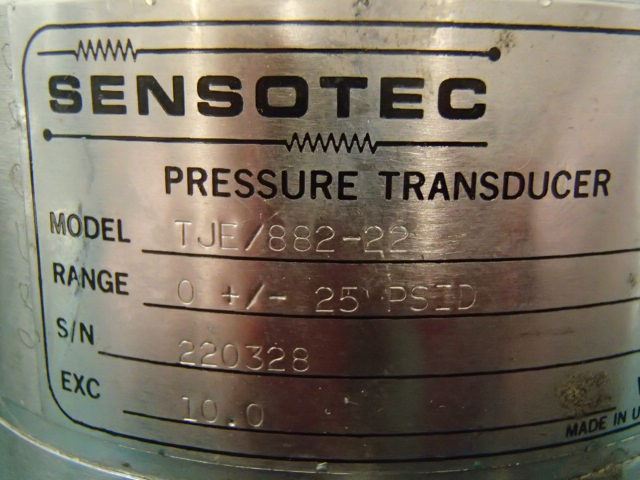 SENSOTEC
PRESSURE TRANSDUCER
MODEL TJE/882-22
RANGE 0 +/- 25 PSID
S/N 220328
EXC 10.0
MADE IN U